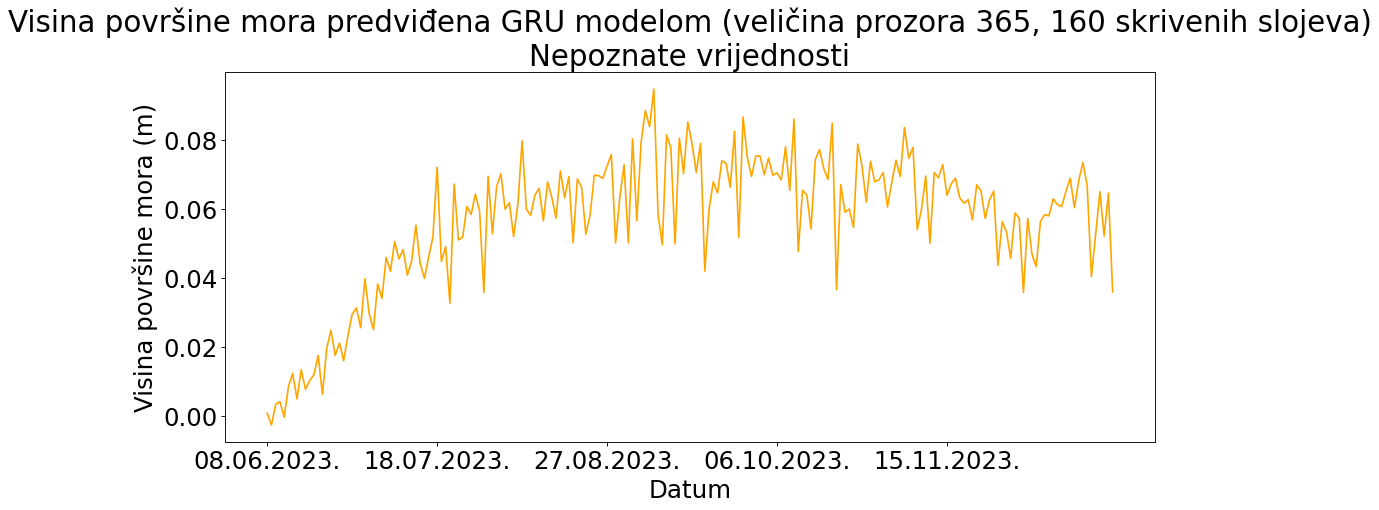 Visina površine mora predviđena GRU modelom (veličina prozora 365, 160 skrivenih slojeva)
Nepoznate vrijednosti
Visina površine mora (m)
0.08
0.06
0.04
0.02
0.00
08.06.2023. 18.07.2023. 27.08.2023. 06.10.2023. 15.11.2023.
Datum